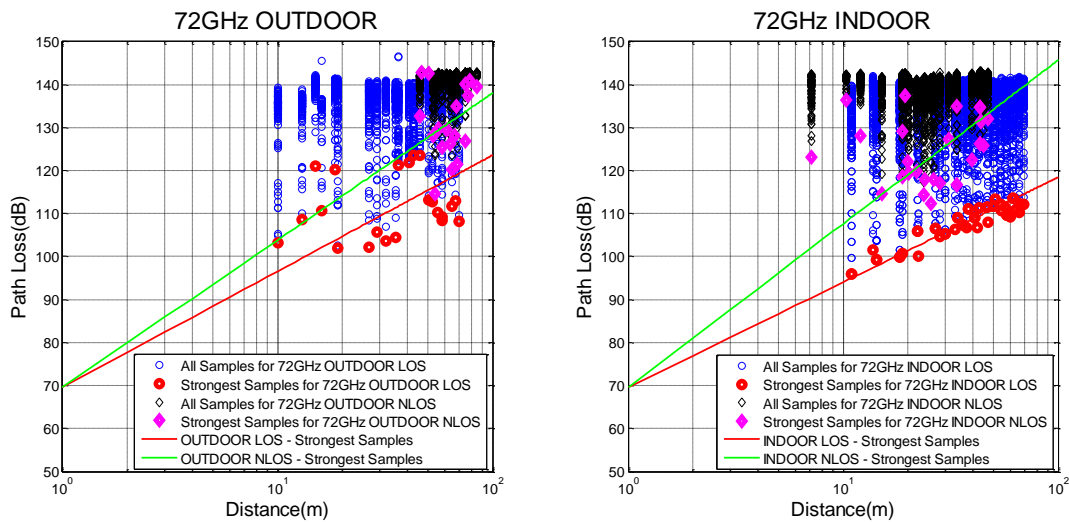 72GHz OUTDOOR
150
140
130
120
110
100
90
80
70
60
50
Path Loss(dB)
All Samples for 72GHz OUTDOOR LOS
Strongest Samples for 72GHz OUTDOOR LOS
All Samples for 72GHz OUTDOOR NLOS
Strongest Samples for 72GHz OUTDOOR NLOS
OUTDOOR LOS - Strongest Samples
OUTDOOR NLOS - Strongest Samples
10^0 10^1 10^2
Distance(m)
72GHz INDOOR
150
140
130
120
110
100
90
80
70
60
50
Path Loss(dB)
All Samples for 72GHz INDOOR LOS
Strongest Samples for 72GHz INDOOR LOS
All Samples for 72GHz INDOOR NLOS
Strongest Samples for 72GHz INDOOR NLOS
INDOOR LOS - Strongest Samples
INDOOR NLOS - Strongest Samples
10^0 10^1 10^2
Distance(m)